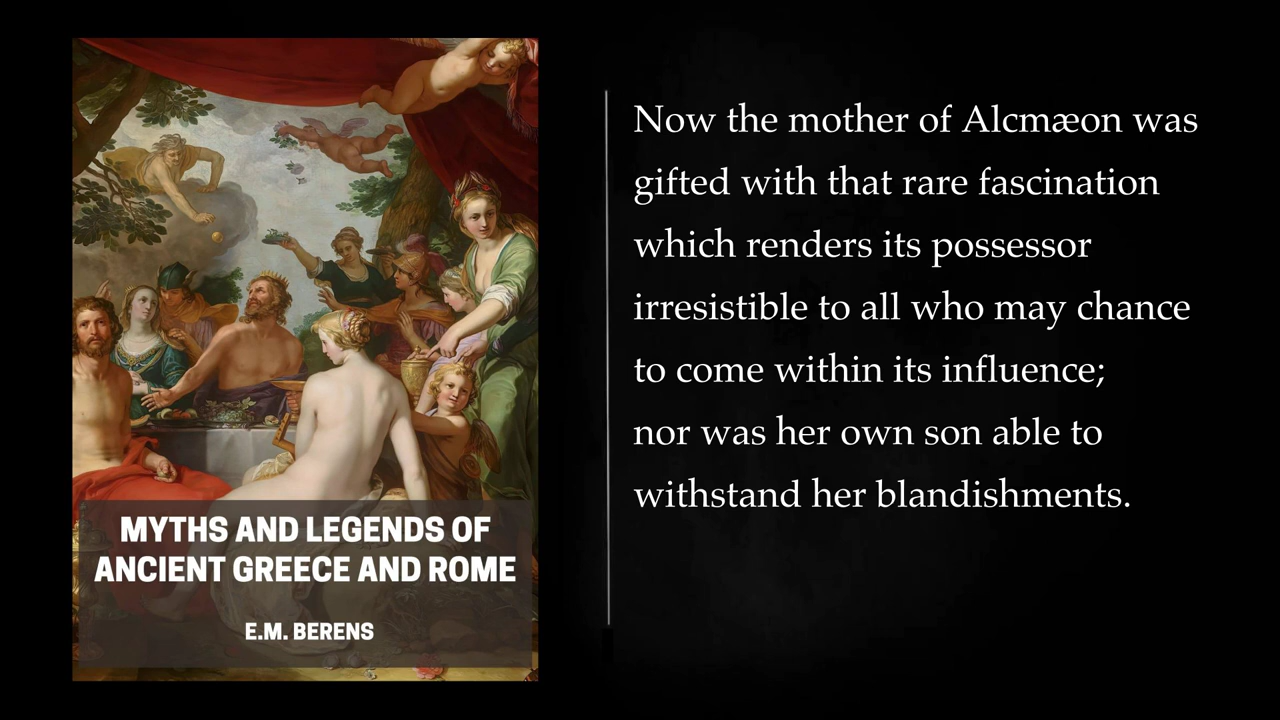 MYTHS AND LEGENDS OF
ANCIENT GREECE AND ROME
E.M. BERENS
Now the mother of Alcmæon was
gifted with that rare fascination
which renders its possessor
irresistible to all who may chance
to come within its influence;
nor was her own son able to
withstand her blandishments.